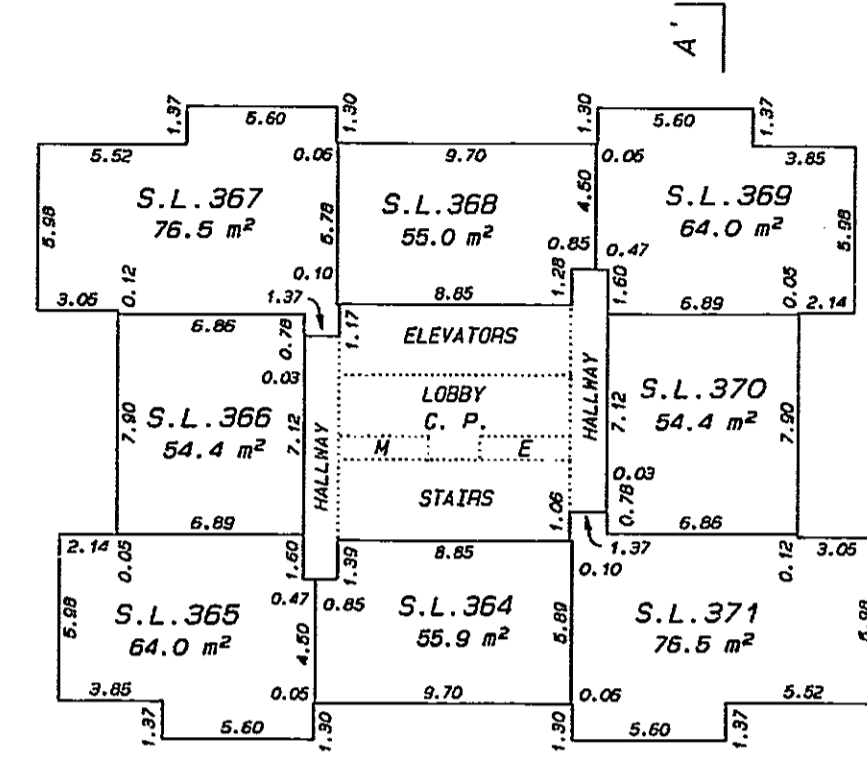 A'
1.37
5.60
1.30
1.30
5.60
1.37
5.52
0.06
9.70
0.05
3.85
S.L.367
76.5 m²
5.98
5.78
S.L.368
55.0 m²
4.50
S.L.369
64.0 m²
5.98
0.85
0.47
0.12
0.10
1.28
1.60
0.05
3.05
1.37
8.85
6.89
2.14
6.86
0.78
1.17
ELEVATORS
0.03
LOBBY
C. P.
S.L.366
54.4 m²
7.90
7.12
HALLWAY
M
E
HALLWAY
7.12
S.L.370
54.4 m²
7.90
0.03
STAIRS
1.06
0.78
6.89
6.86
2.14
0.05
1.60
1.39
8.85
1.37
0.12
3.05
0.10
0.47
0.85
S.L.365
64.0 m²
5.98
4.50
S.L.364
55.9 m²
5.89
S.L.371
76.5 m²
5.98
3.85
0.05
9.70
0.06
5.52
1.37
5.60
1.30
1.30
5.60
1.37